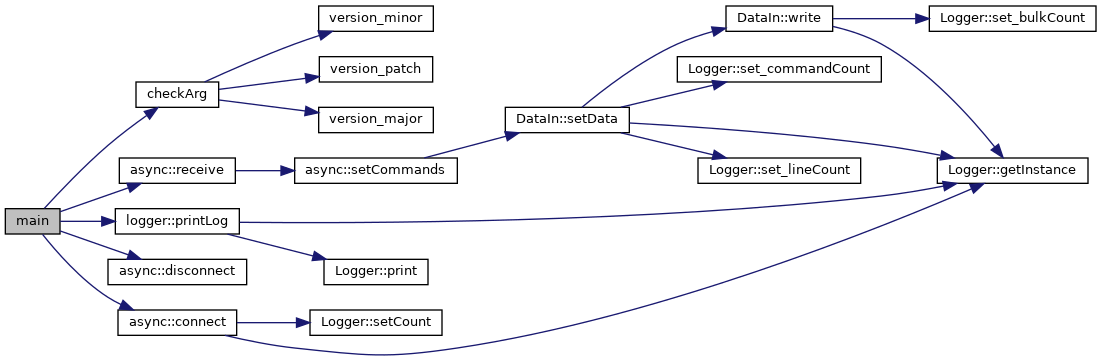 version_minor
DataIn::write
Logger::set_bulkCount
version_patch
Logger::set_commandCount
checkArg
version_major
DataIn::setData
async::receive
async::setCommands
Logger::set_lineCount
Logger::getInstance
main
logger::printLog
async::disconnect
Logger::print
async::connect
Logger::setCount